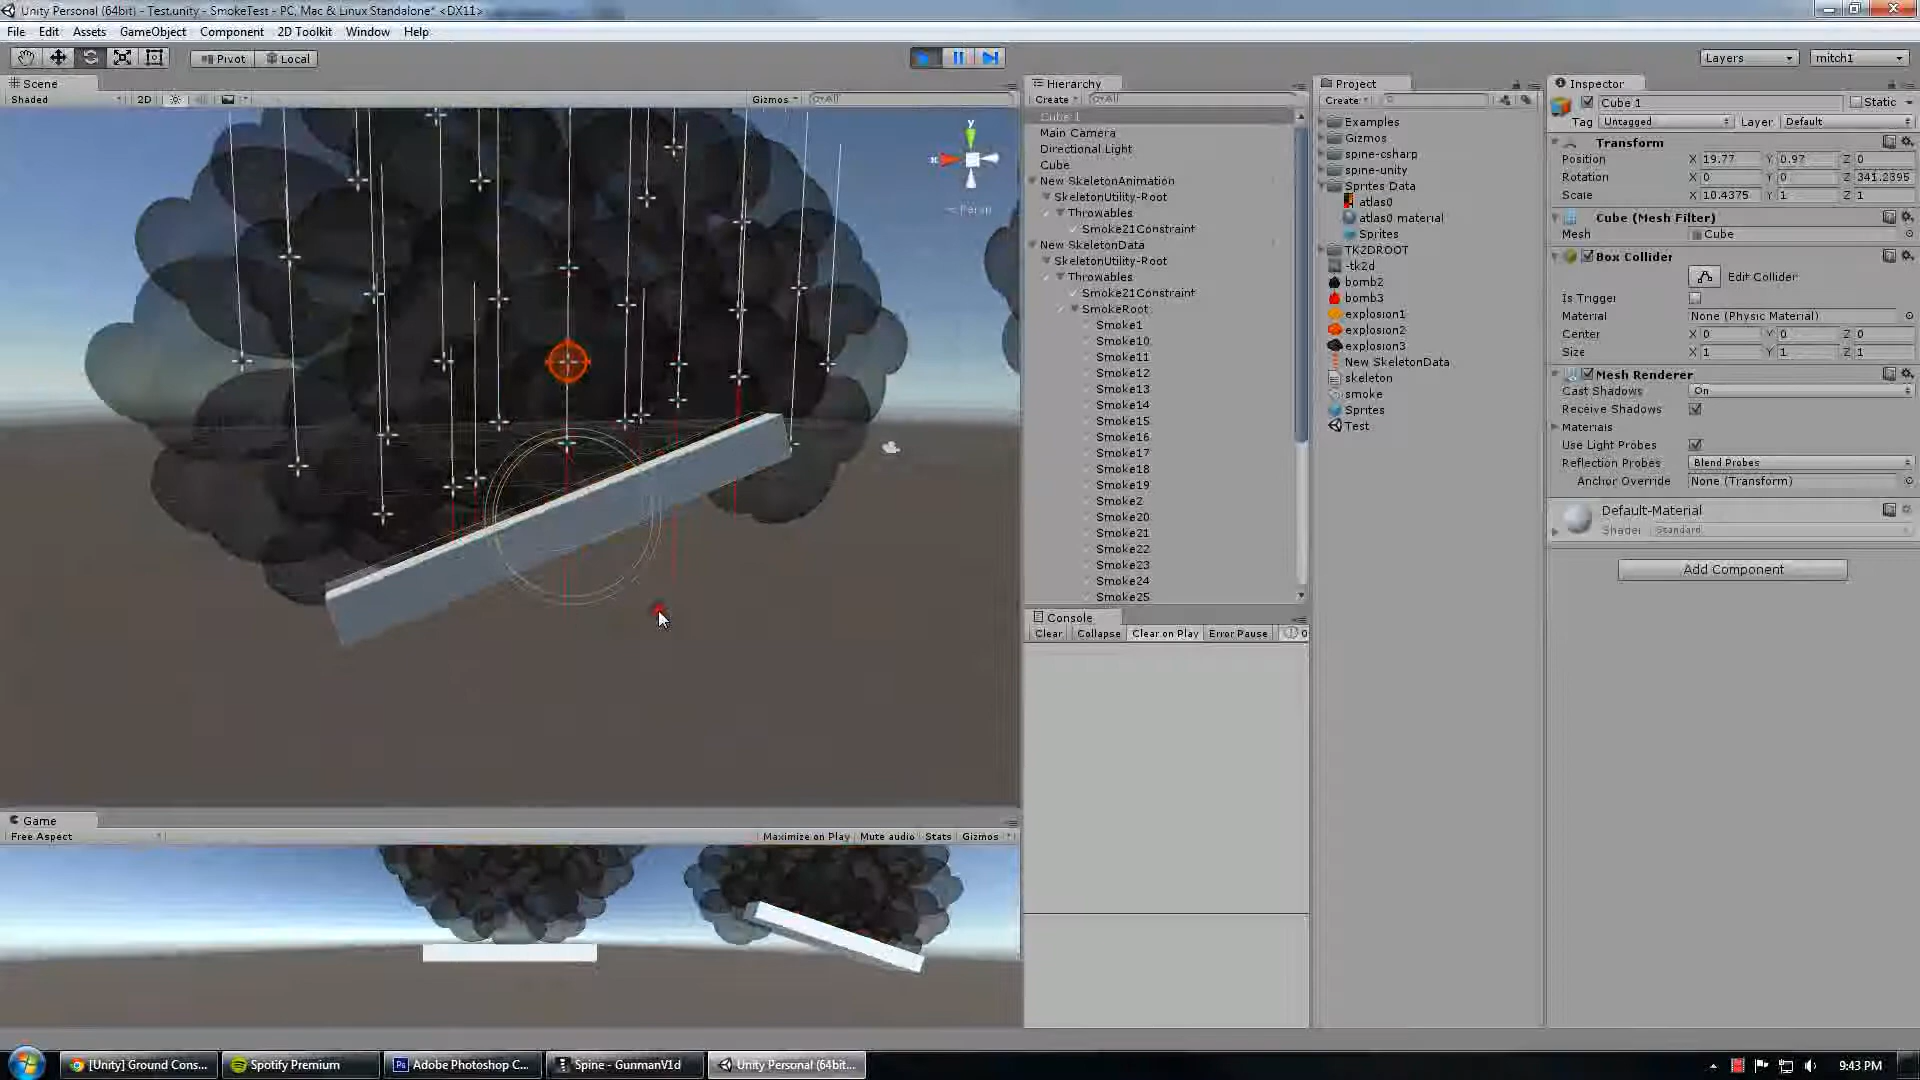 Unity Personal (64bit) - Test.unity - SmokeTest - PC, Mac & Linux Standalone* <DX11>
File Edit Assets GameObject Component 2D Toolkit Window Help
Pivot Local Layers mitch1
Scene
Shaded 2D Gizmos All
y
x
Persp
Hierarchy
Create All
Cube 1
Main Camera
Directional Light
Cube
New SkeletonAnimation
SkeletonUtility-Root
Throwables
Smoke21Constraint
New SkeletonData
SkeletonUtility-Root
Throwables
Smoke21Constraint
SmokeRoot
Smoke1
Smoke10
Smoke11
Smoke12
Smoke13
Smoke14
Smoke15
Smoke16
Smoke17
Smoke18
Smoke19
Smoke2
Smoke20
Smoke21
Smoke22
Smoke23
Smoke24
Smoke25
Console
Clear Collapse Clear on Play Error Pause 0
Project
Create
Examples
Gizmos
spine-csharp
spine-unity
Sprites Data
atlas0
atlas0 material
Sprites
TK2DROOT
-tk2d
bomb2
bomb3
explosion1
explosion2
explosion3
New SkeletonData
skeleton
smoke
Sprites
Test
Inspector
Cube 1 Static
Tag Untagged Layer Default
Transform
Position X 19.77 Y 0.97 Z 0
Rotation X 0 Y 0 Z 341.2395
Scale X 10.4375 Y 1 Z 1
Cube (Mesh Filter)
Mesh Cube
Box Collider
Edit Collider
Is Trigger
Material None (Physic Material)
Center X 0 Y 0 Z 0
Size X 1 Y 1 Z 1
Mesh Renderer
Cast Shadows On
Receive Shadows
Materials
Use Light Probes
Reflection Probes Blend Probes
Anchor Override None (Transform)
Default-Material
Shader Standard
Add Component
Game
Free Aspect Maximize on Play Mute audio Stats Gizmos
[Unity] Ground Cons... Spotify Premium Adobe Photoshop C... Spine - GunmanV1d Unity Personal (64bit... 9:43 PM